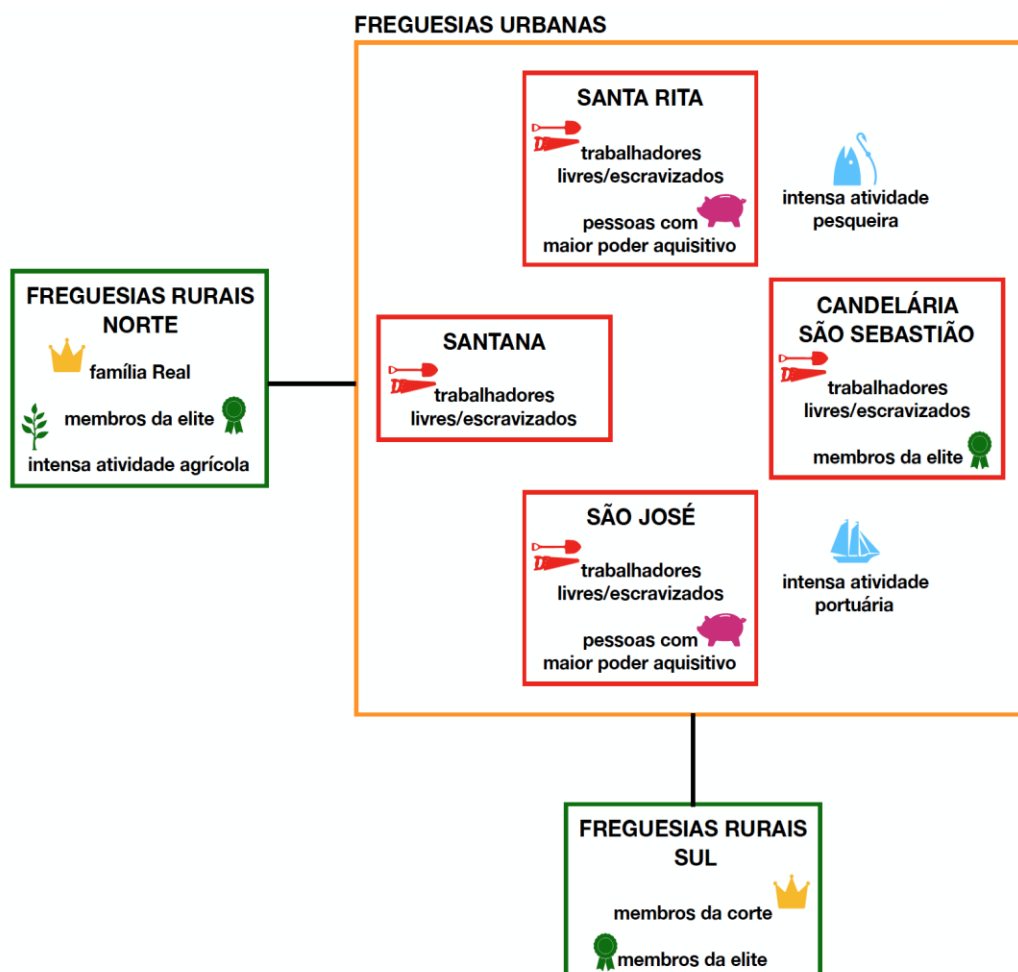 FREGUESIAS URBANAS
SANTA RITA
trabalhadores
livres/escravizados
pessoas com
maior poder aquisitivo
intensa atividade
pesqueira
FREGUESIAS RURAIS
NORTE
família Real
membros da elite
intensa atividade agrícola
SANTANA
trabalhadores
livres/escravizados
CANDELÁRIA
SÃO SEBASTIÃO
trabalhadores
livres/escravizados
membros da elite
SÃO JOSÉ
trabalhadores
livres/escravizados
pessoas com
maior poder aquisitivo
intensa atividade
portuária
FREGUESIAS RURAIS
SUL
membros da corte
membros da elite